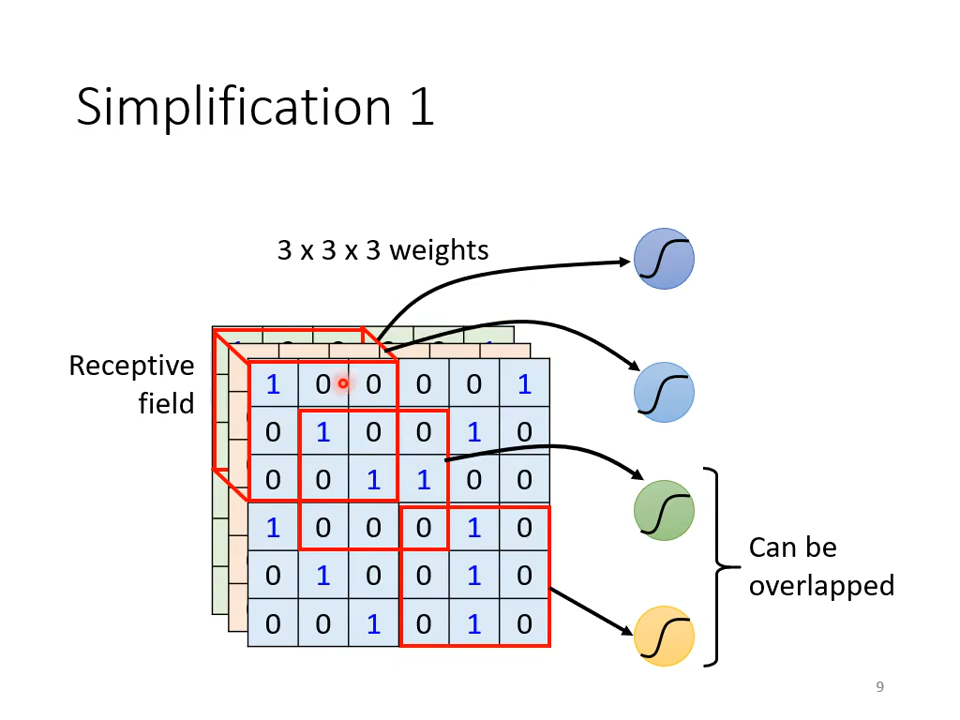 Simplification 1
3 x 3 x 3 weights
Receptive
field
1 0 0 0 0 1
0 1 0 0 1 0
0 0 1 1 0 0
1 0 0 0 1 0
0 1 0 0 1 0
0 0 1 0 1 0
Can be
overlapped
9